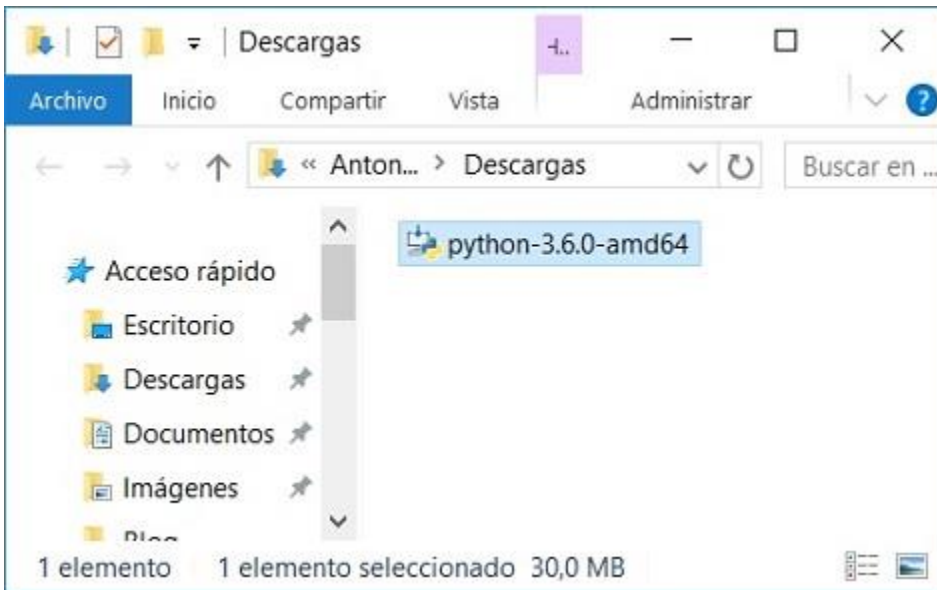 Descargas
Archivo Inicio Compartir Vista Administrar
« Anton... > Descargas Buscar en ...
python-3.6.0-amd64
Acceso rápido
Escritorio
Descargas
Documentos
Imágenes
1 elemento 1 elemento seleccionado 30,0 MB